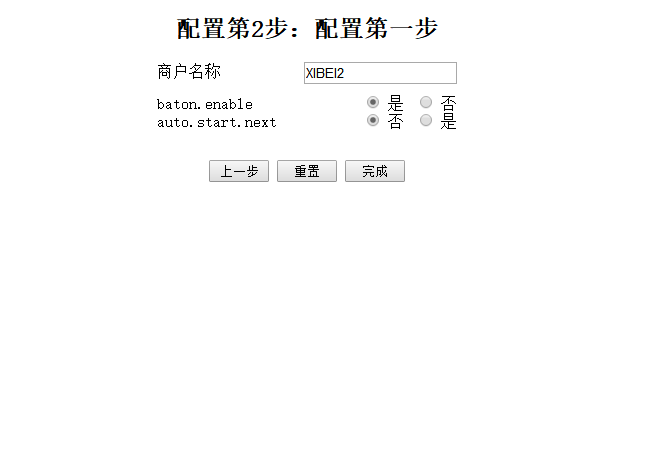 配置第2步：配置第一步
商户名称 XIBEI2
baton.enable 是 否
auto.start.next 否 是
上一步 重置 完成